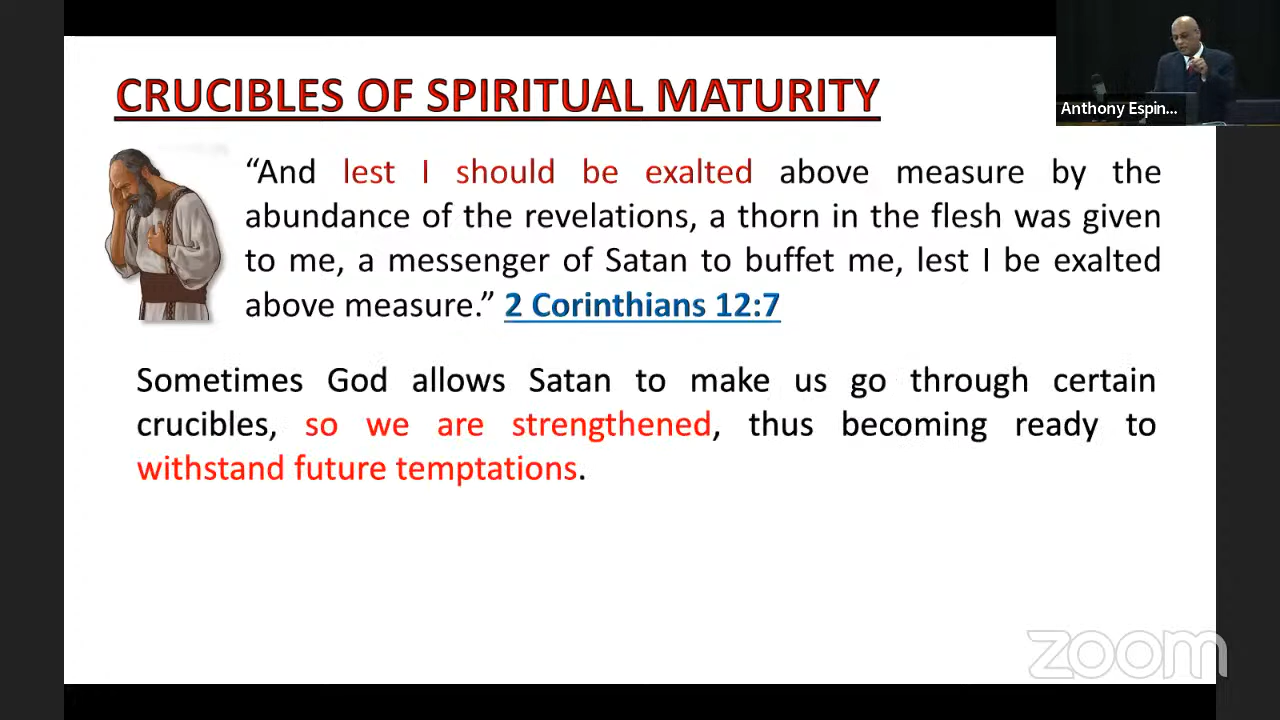 CRUCIBLES OF SPIRITUAL MATURITY
Anthony Espin...
“And lest I should be exalted above measure by the
abundance of the revelations, a thorn in the flesh was given
to me, a messenger of Satan to buffet me, lest I be exalted
above measure.” 2 Corinthians 12:7
Sometimes God allows Satan to make us go through certain
crucibles, so we are strengthened, thus becoming ready to
withstand future temptations.
zoom